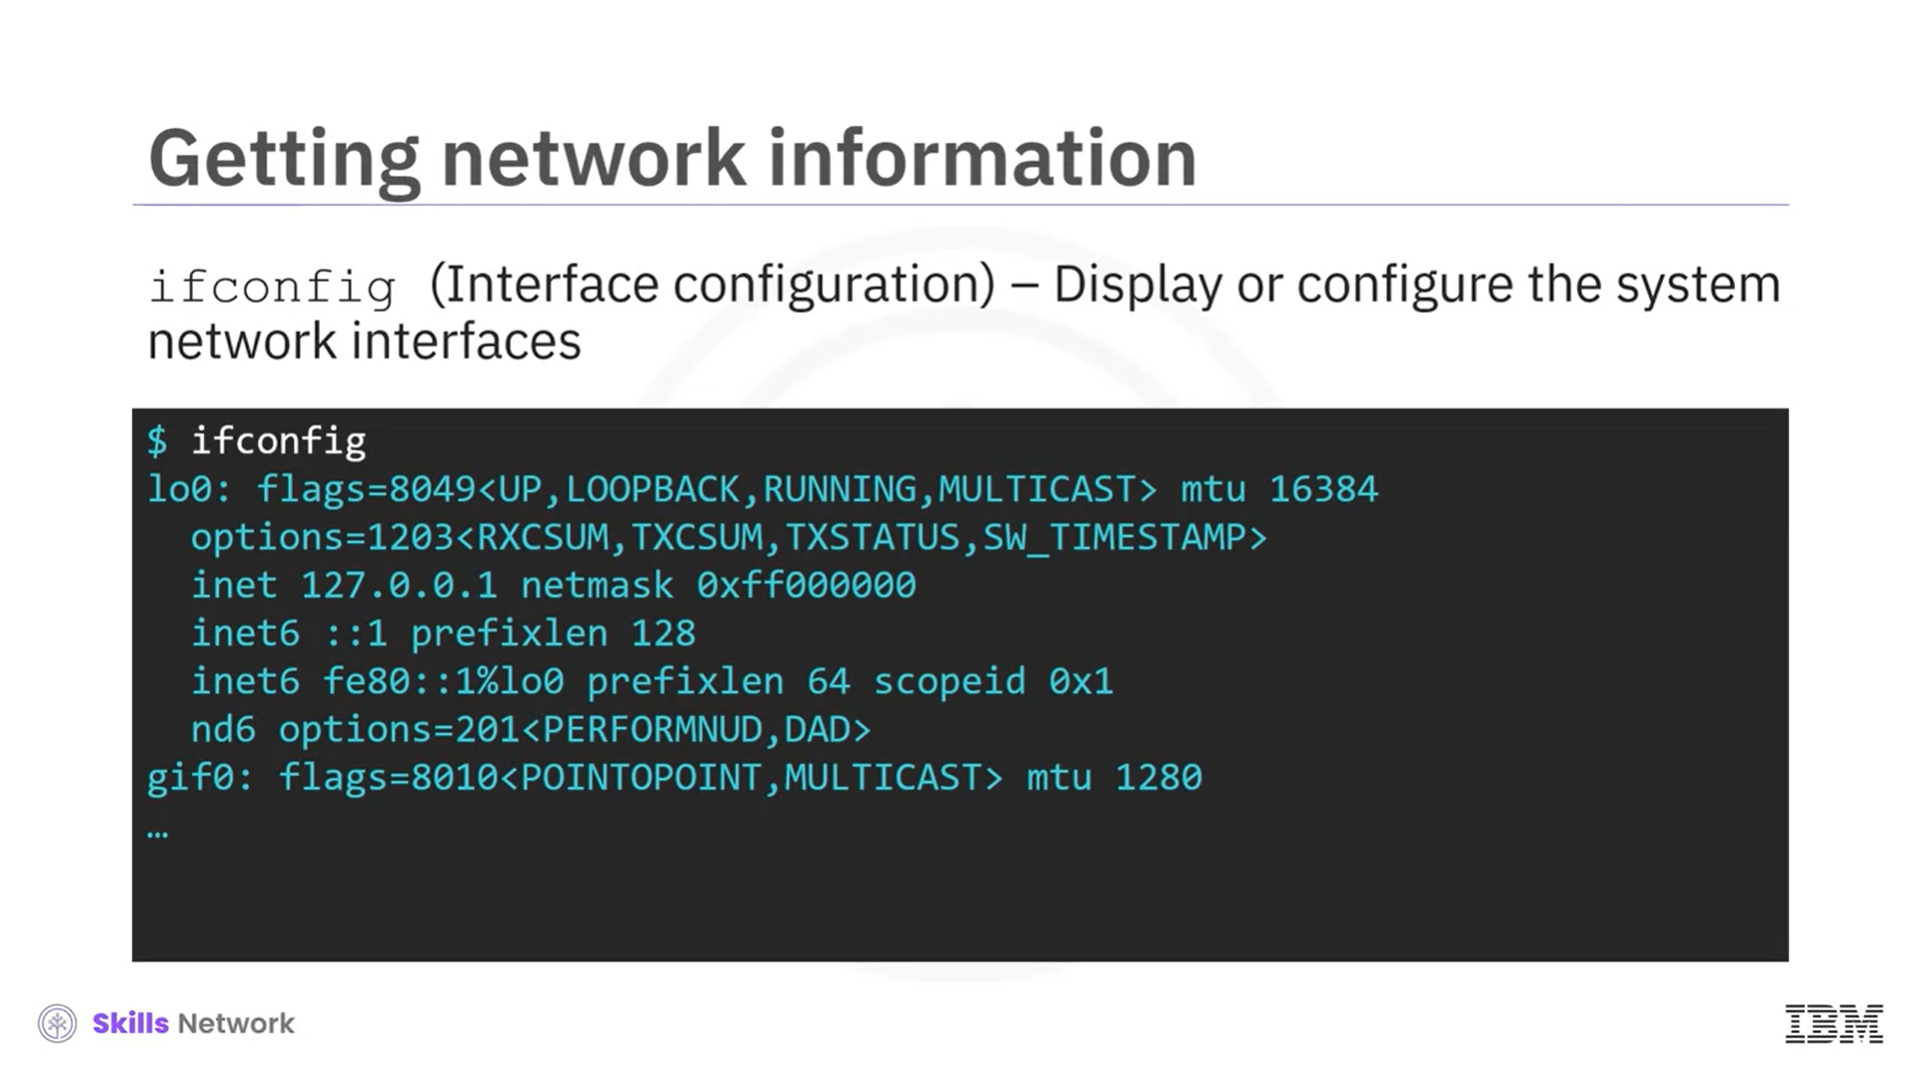 Getting network information
ifconfig (Interface configuration) – Display or configure the system
network interfaces
$ ifconfig
lo0: flags=8049<UP,LOOPBACK,RUNNING,MULTICAST> mtu 16384
options=1203<RXCSUM,TXCSUM,TXSTATUS,SW_TIMESTAMP>
inet 127.0.0.1 netmask 0xff000000
inet6 ::1 prefixlen 128
inet6 fe80::1%lo0 prefixlen 64 scopeid 0x1
nd6 options=201<PERFORMNUD,DAD>
gif0: flags=8010<POINTOPOINT,MULTICAST> mtu 1280
…
Skills Network
IBM